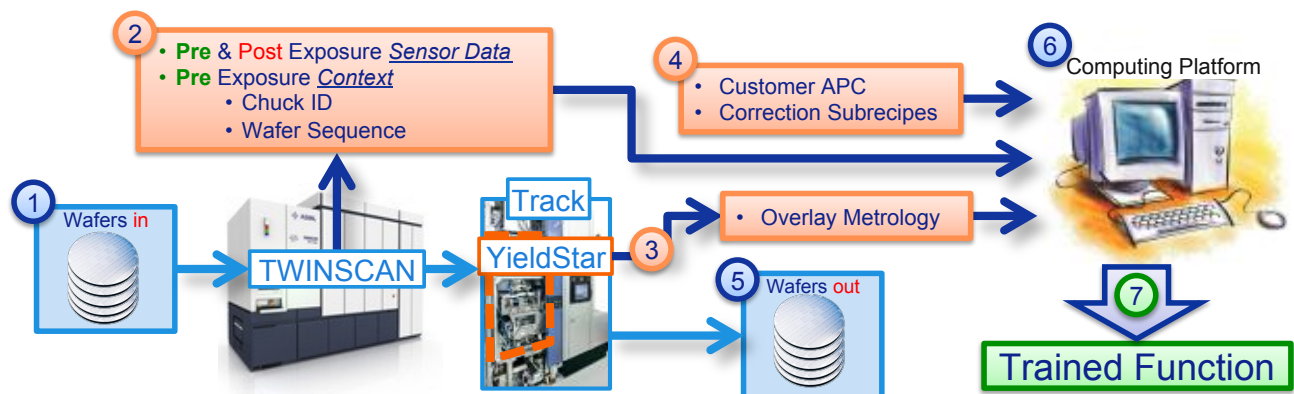 2
• Pre & Post Exposure Sensor Data
• Pre Exposure Context
• Chuck ID
• Wafer Sequence
4
• Customer APC
• Correction Subrecipes
6
Computing Platform
1
Wafers in
ASML
TWINSCAN
Track
YieldStar
3
• Overlay Metrology
5
Wafers out
7
Trained Function